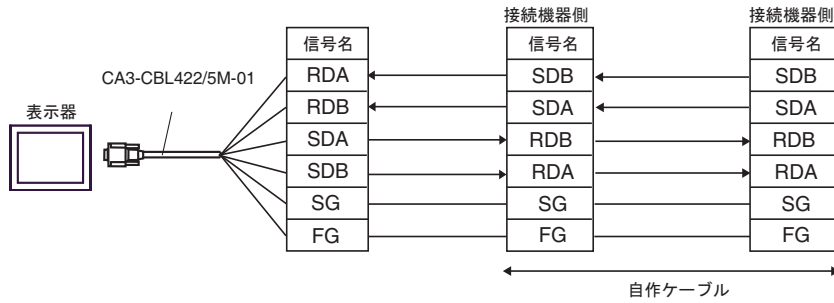 接続機器側
接続機器側
信号名
信号名
信号名
CA3-CBL422/5M-01
表示器
RDA
SDB
SDB
RDB
SDA
SDA
SDA
RDB
RDB
SDB
RDA
RDA
SG
SG
SG
FG
FG
FG
自作ケーブル